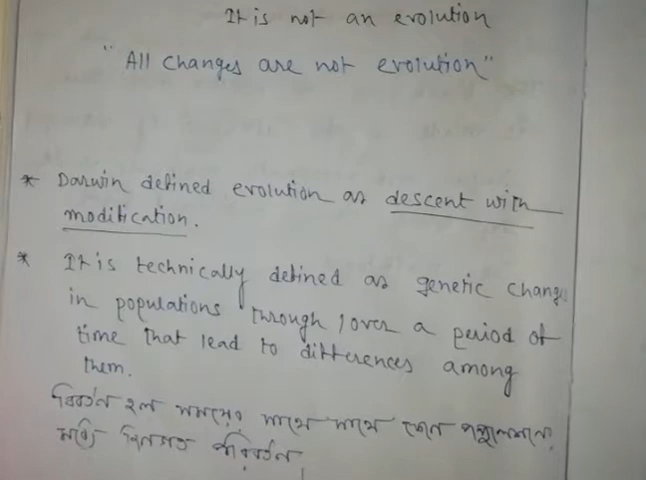 It is not an evolution
"All changes are not evolution"
* Darwin defined evolution as descent with
modification.
* It is technically defined as genetic change
in populations through / over a period of
time that lead to differences among
them.
বিবর্তন হল সময়ের সাথে সাথে কোন পপুলেশনের
মধ্যে জিনগত পরিবর্তন